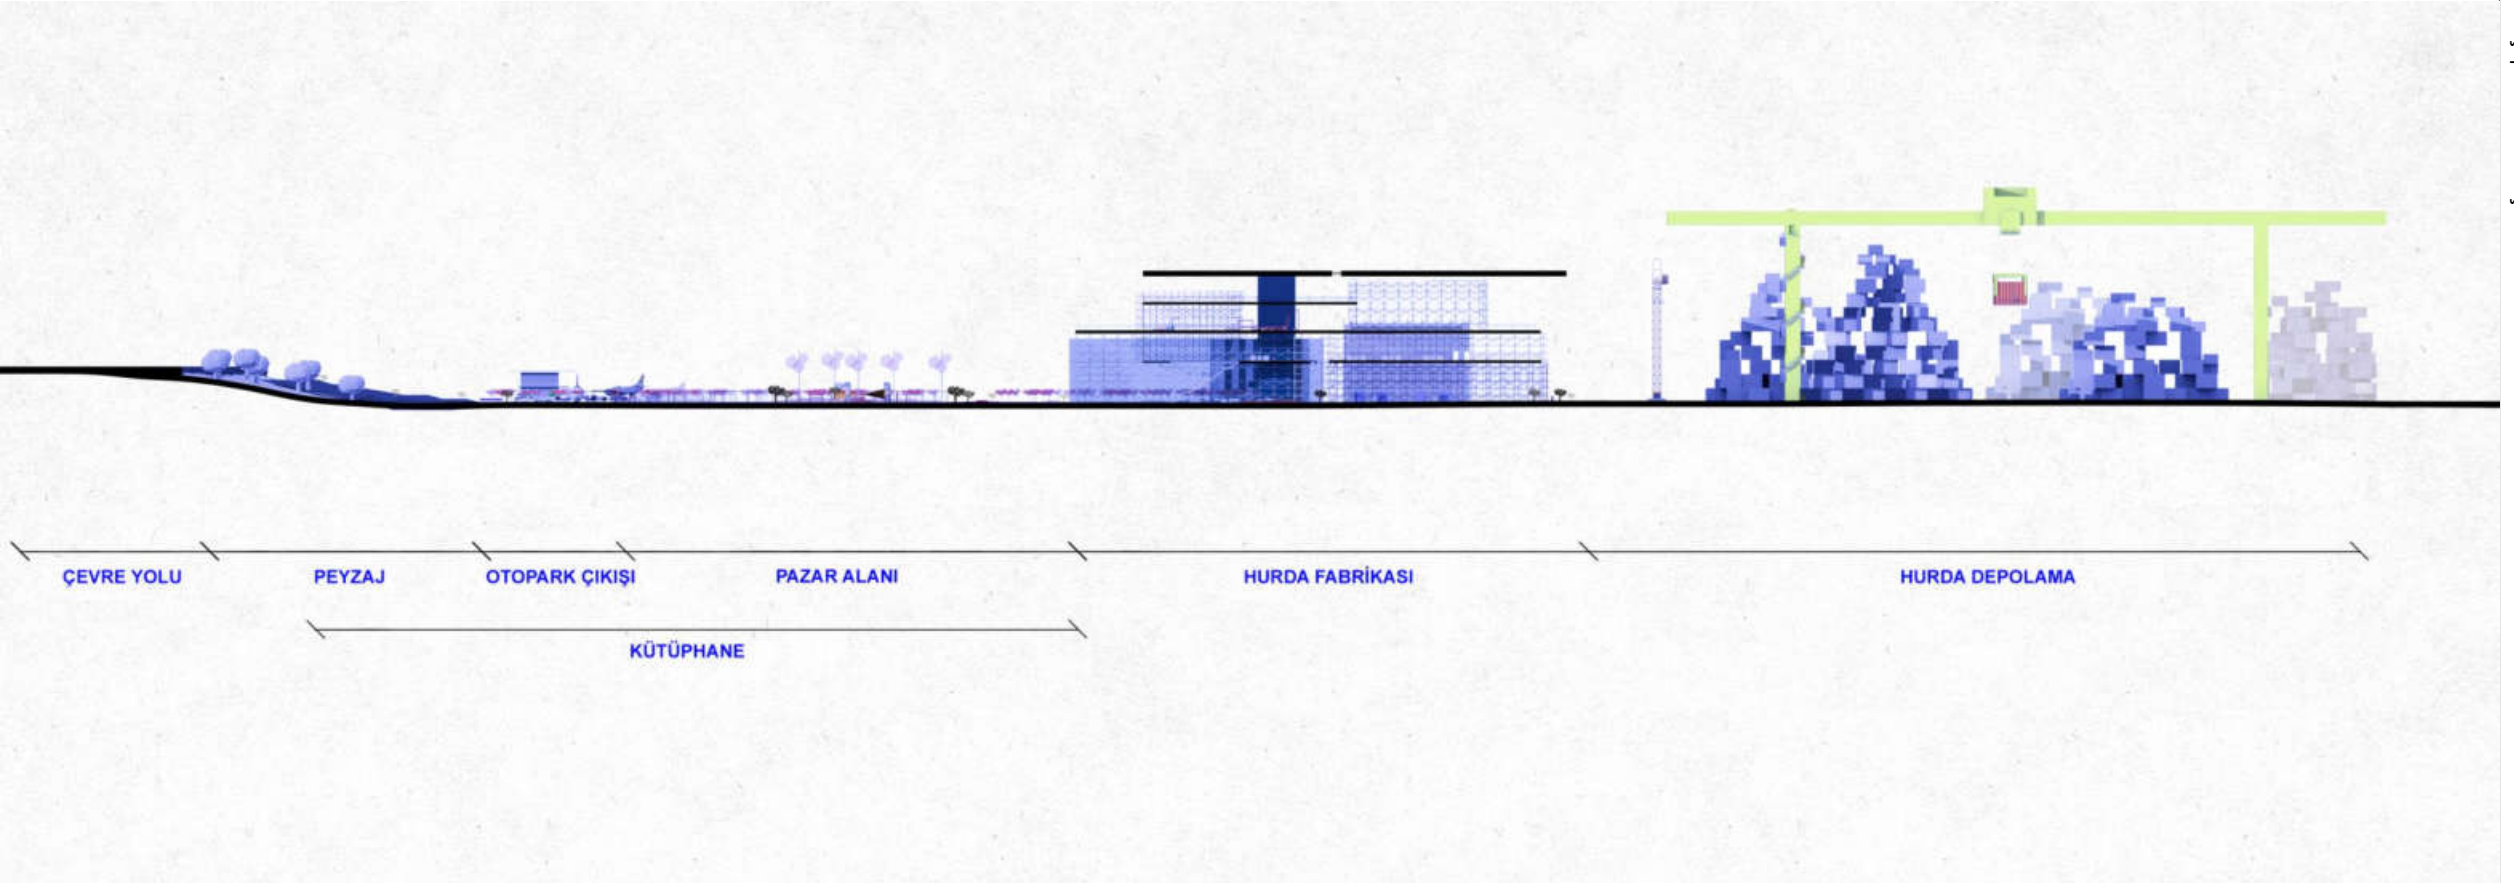 ÇEVRE YOLU
PEYZAJ
OTOPARK ÇIKIŞI
PAZAR ALANI
HURDA FABRİKASI
HURDA DEPOLAMA
KÜTÜPHANE